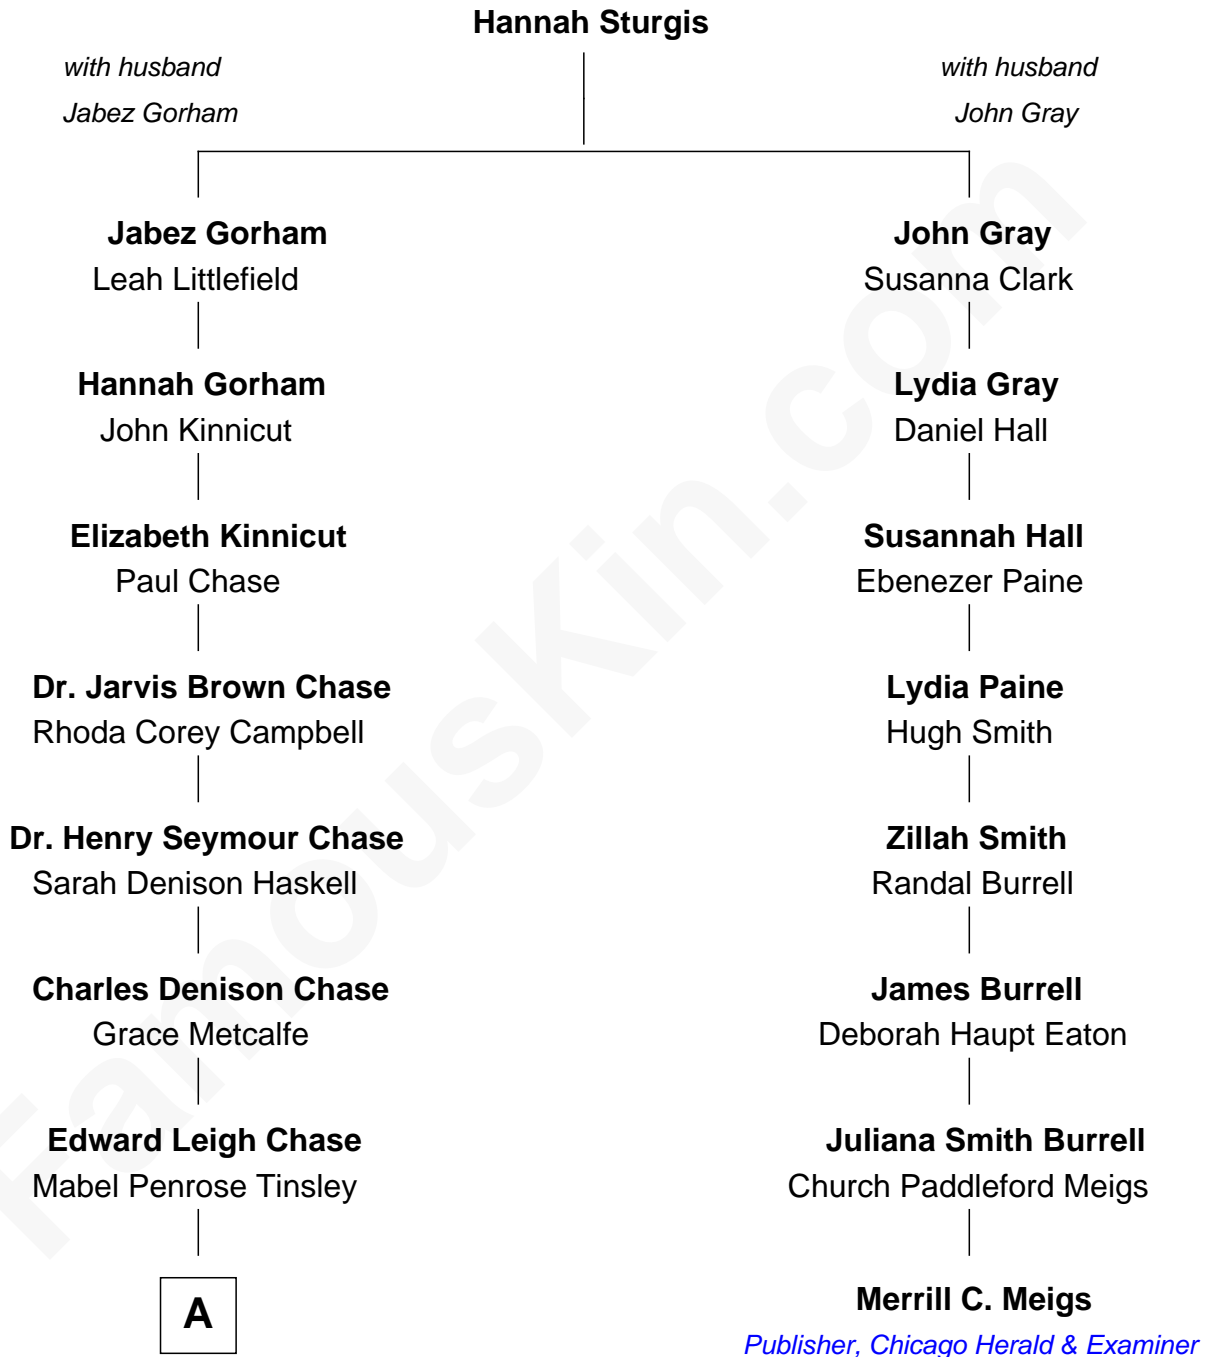 Hannah Sturgis
with husband
Jabez Gorham
with husband
John Gray
Jabez Gorham
Leah Littlefield
John Gray
Susanna Clark
Hannah Gorham
John Kinnicut
Lydia Gray
Daniel Hall
Elizabeth Kinnicut
Paul Chase
Susannah Hall
Ebenezer Paine
Dr. Jarvis Brown Chase
Rhoda Corey Campbell
Lydia Paine
Hugh Smith
Dr. Henry Seymour Chase
Sarah Denison Haskell
Zillah Smith
Randal Burrell
Charles Denison Chase
Grace Metcalfe
James Burrell
Deborah Haupt Eaton
Edward Leigh Chase
Mabel Penrose Tinsley
Juliana Smith Burrell
Church Paddleford Meigs
A
Merrill C. Meigs
Publisher, Chicago Herald & Examiner
FamousKin.com